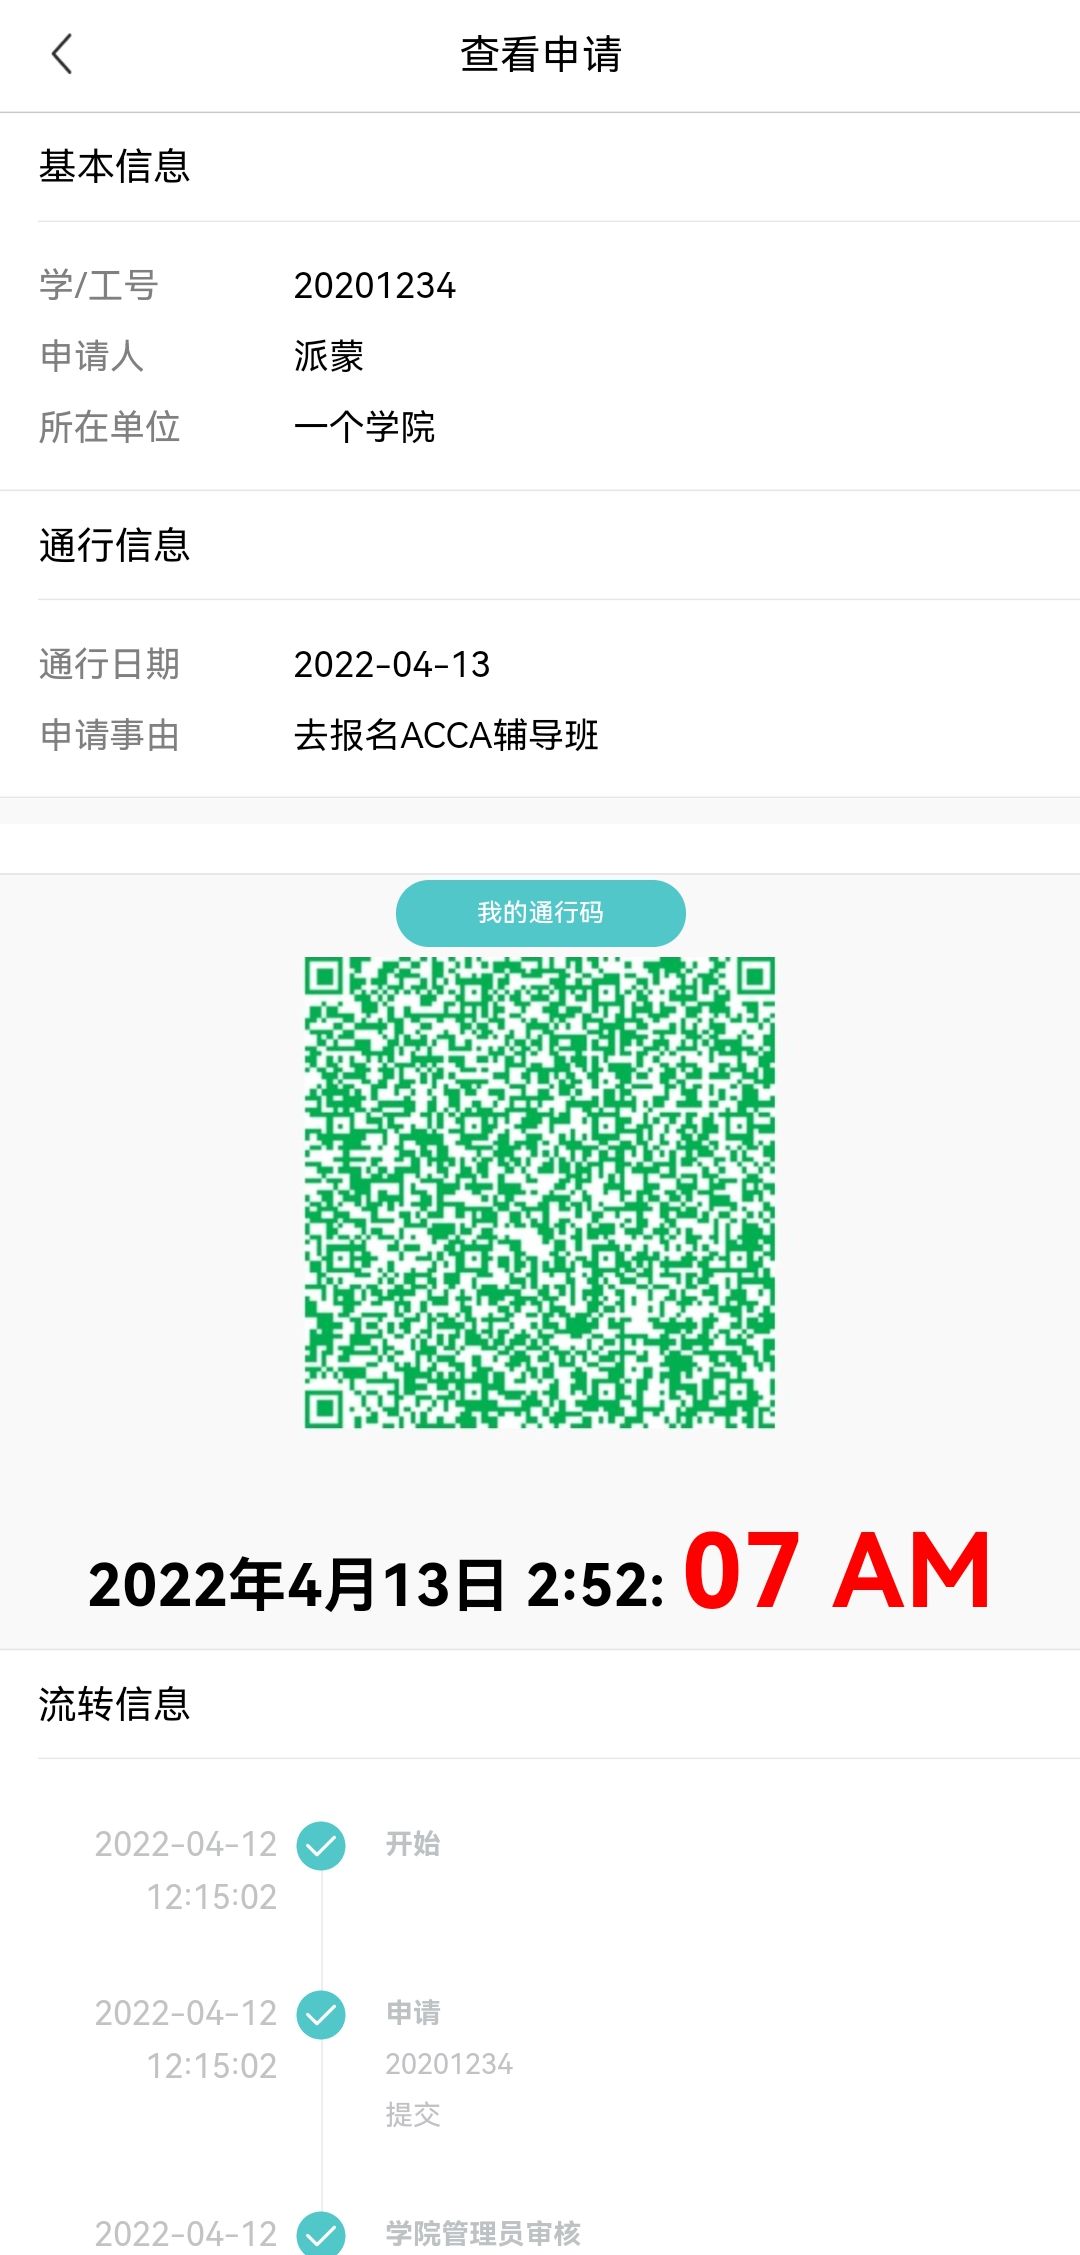 查看申请
基本信息
学/工号 20201234
申请人 派蒙
所在单位 一个学院
通行信息
通行日期 2022-04-13
申请事由 去报名ACCA辅导班
我的通行码
2022年4月13日 2:52: 07 AM
流转信息
2022-04-12 开始
12:15:02
2022-04-12 申请
12:15:02 20201234
提交
2022-04-12 学院管理员审核